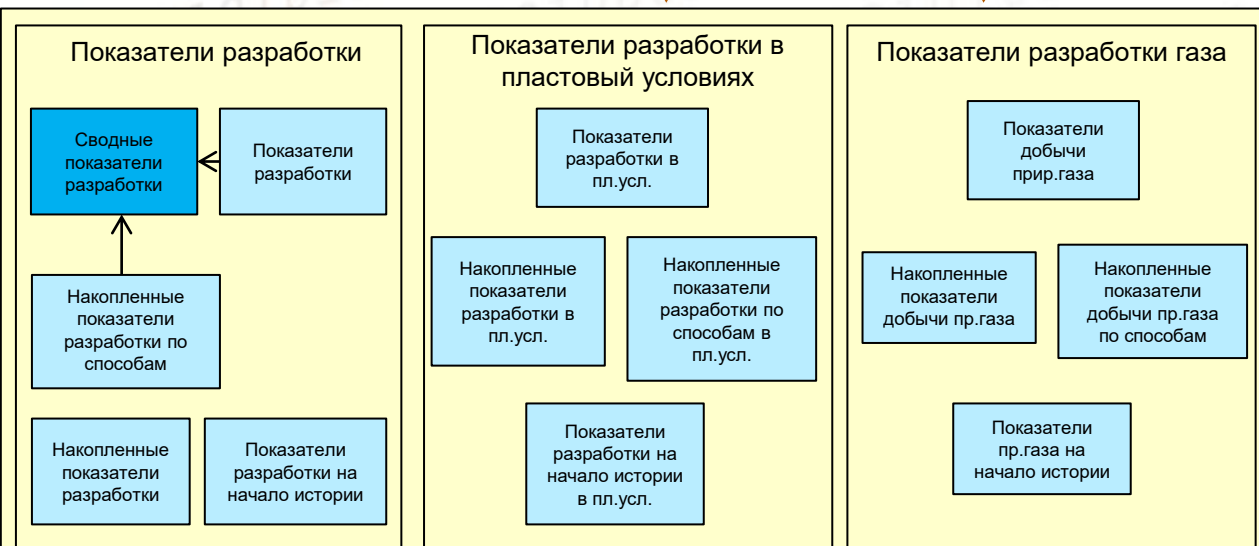 Показатели разработки
Сводные
показатели
разработки
Показатели
разработки
Накопленные
показатели
разработки по
способам
Накопленные
показатели
разработки
Показатели
разработки на
начало истории
Показатели разработки в
пластовый условиях
Показатели
разработки в
пл.усл.
Накопленные
показатели
разработки в
пл.усл.
Накопленные
показатели
разработки по
способам в
пл.усл.
Показатели
разработки на
начало истории
в пл.усл.
Показатели разработки газа
Показатели
добычи
прир.газа
Накопленные
показатели
добычи пр.газа
Накопленные
показатели
добычи пр.газа
по способам
Показатели
пр.газа на
начало истории